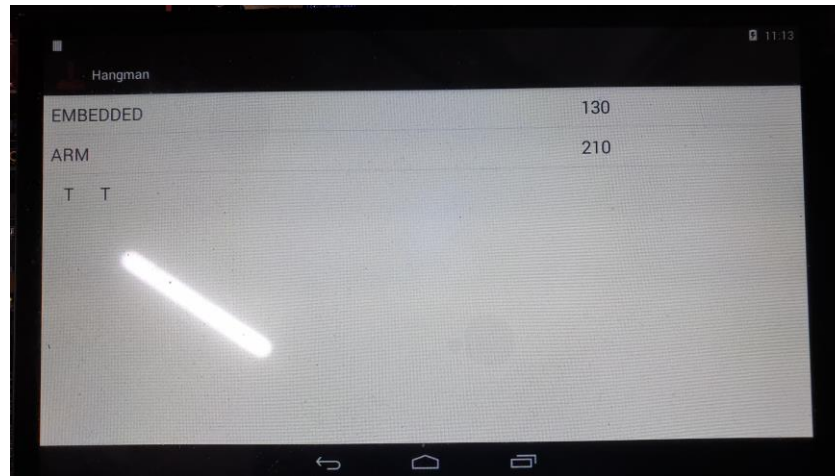 11:13
Hangman
EMBEDDED 130
ARM 210
T T